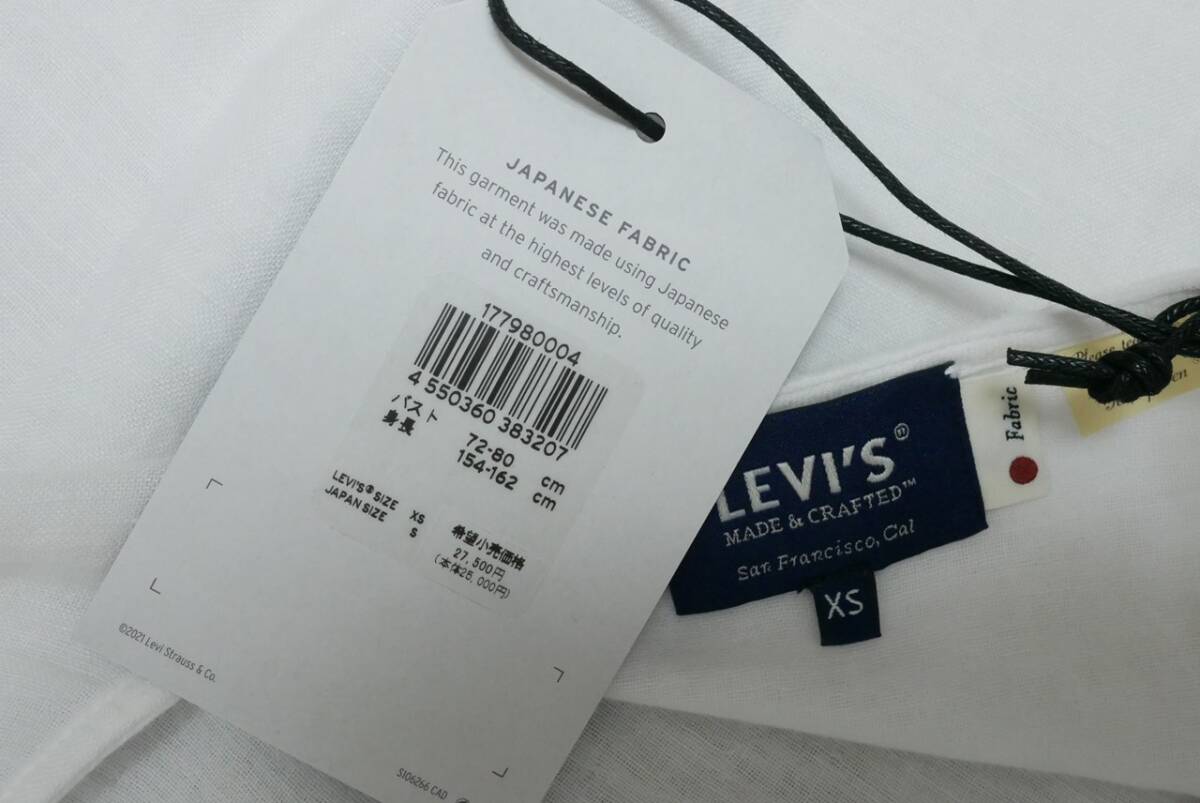 JAPANESE FABRIC
This garment was made using Japanese
fabric at the highest levels of quality
and craftsmanship.
177980004
4 550360 383207
バスト 72-80 cm
身長 154-162 cm
LEVI'S® SIZE XS
JAPAN SIZE S
希望小売価格
27,500円
(本体25,000円)
©2021 Levi Strauss & Co.
S106266 CAD
LEVI'S®
MADE & CRAFTED™
San Francisco, Cal
XS
Fabric
Please